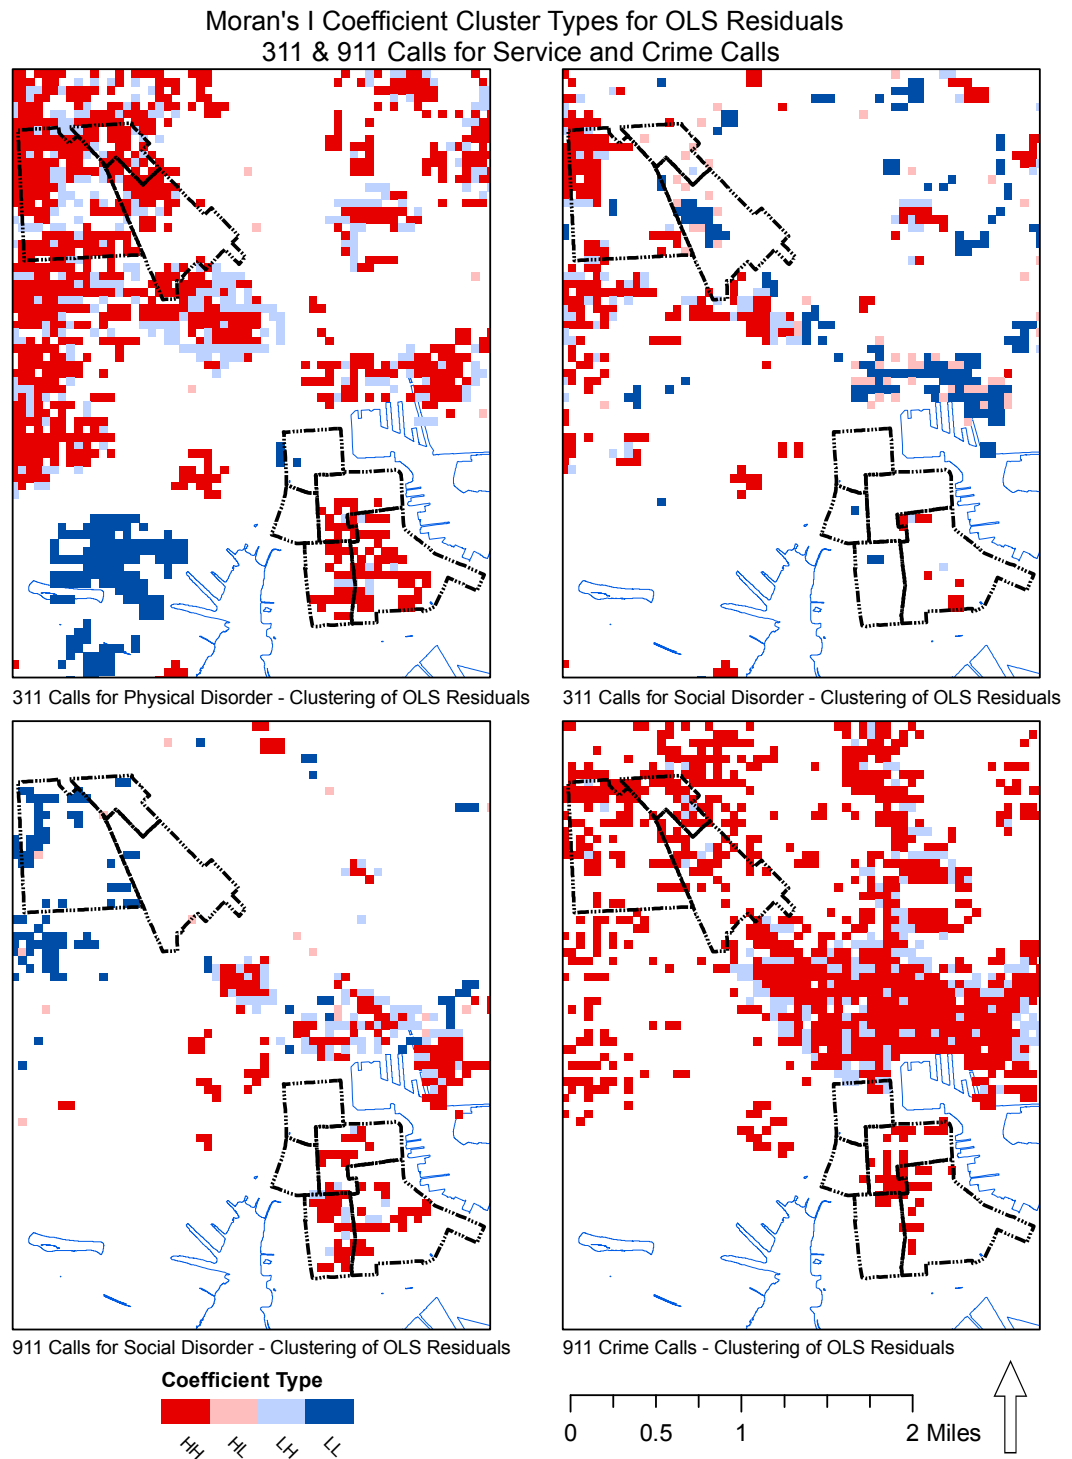 Moran's I Coefficient Cluster Types for OLS Residuals
311 & 911 Calls for Service and Crime Calls
311 Calls for Physical Disorder - Clustering of OLS Residuals
311 Calls for Social Disorder - Clustering of OLS Residuals
911 Calls for Social Disorder - Clustering of OLS Residuals
911 Crime Calls - Clustering of OLS Residuals
Coefficient Type
HH HL LH LL
0 0.5 1 2 Miles